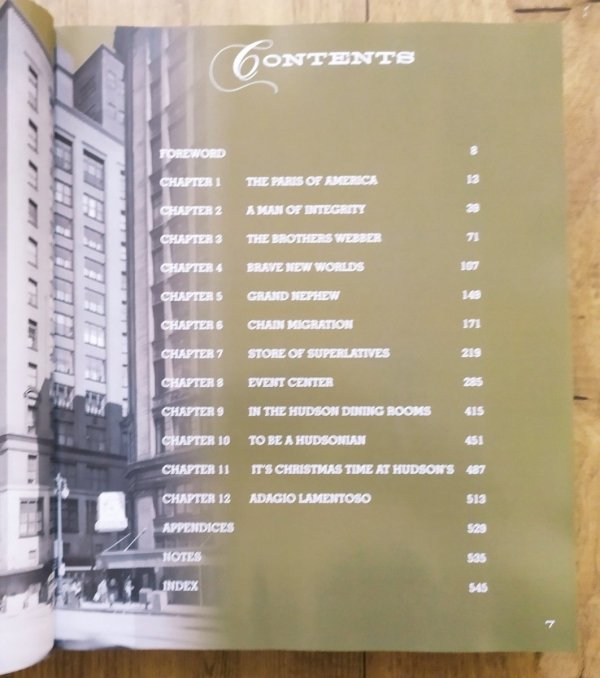 CONTENTS
FOREWORD 8
CHAPTER 1 THE PARIS OF AMERICA 13
CHAPTER 2 A MAN OF INTEGRITY 39
CHAPTER 3 THE BROTHERS WEBBER 71
CHAPTER 4 BRAVE NEW WORLDS 107
CHAPTER 5 GRAND NEPHEW 149
CHAPTER 6 CHAIN MIGRATION 171
CHAPTER 7 STORE OF SUPERLATIVES 219
CHAPTER 8 EVENT CENTER 285
CHAPTER 9 IN THE HUDSON DINING ROOMS 415
CHAPTER 10 TO BE A HUDSONIAN 451
CHAPTER 11 IT'S CHRISTMAS TIME AT HUDSON'S 487
CHAPTER 12 ADAGIO LAMENTOSO 513
APPENDICES 529
NOTES 535
INDEX 545
7